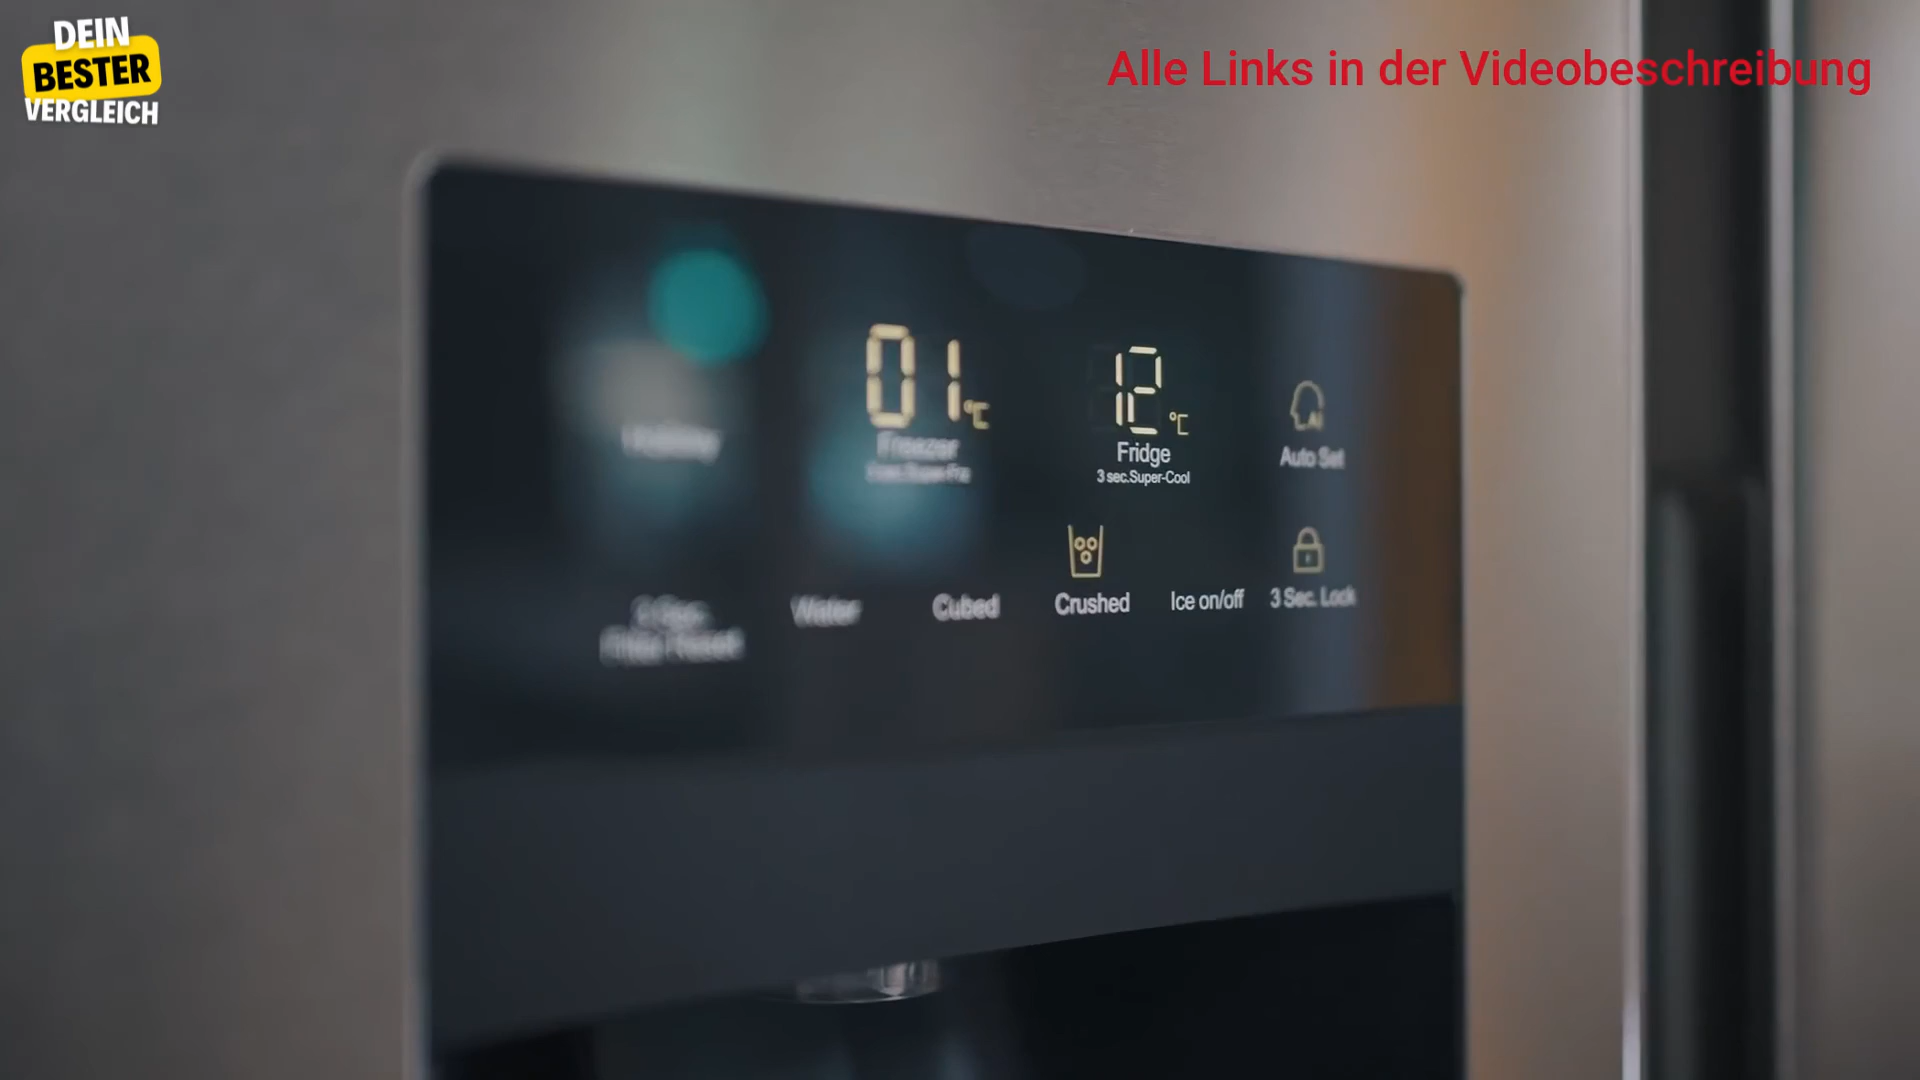 DEIN
BESTER
VERGLEICH
Alle Links in der Videobeschreibung
01 °C
Freezer
12 °C
Fridge
3 sec.Super-Cool
AI
Auto Set
Water
Cubed
Crushed
Ice on/off
3 Sec. Lock